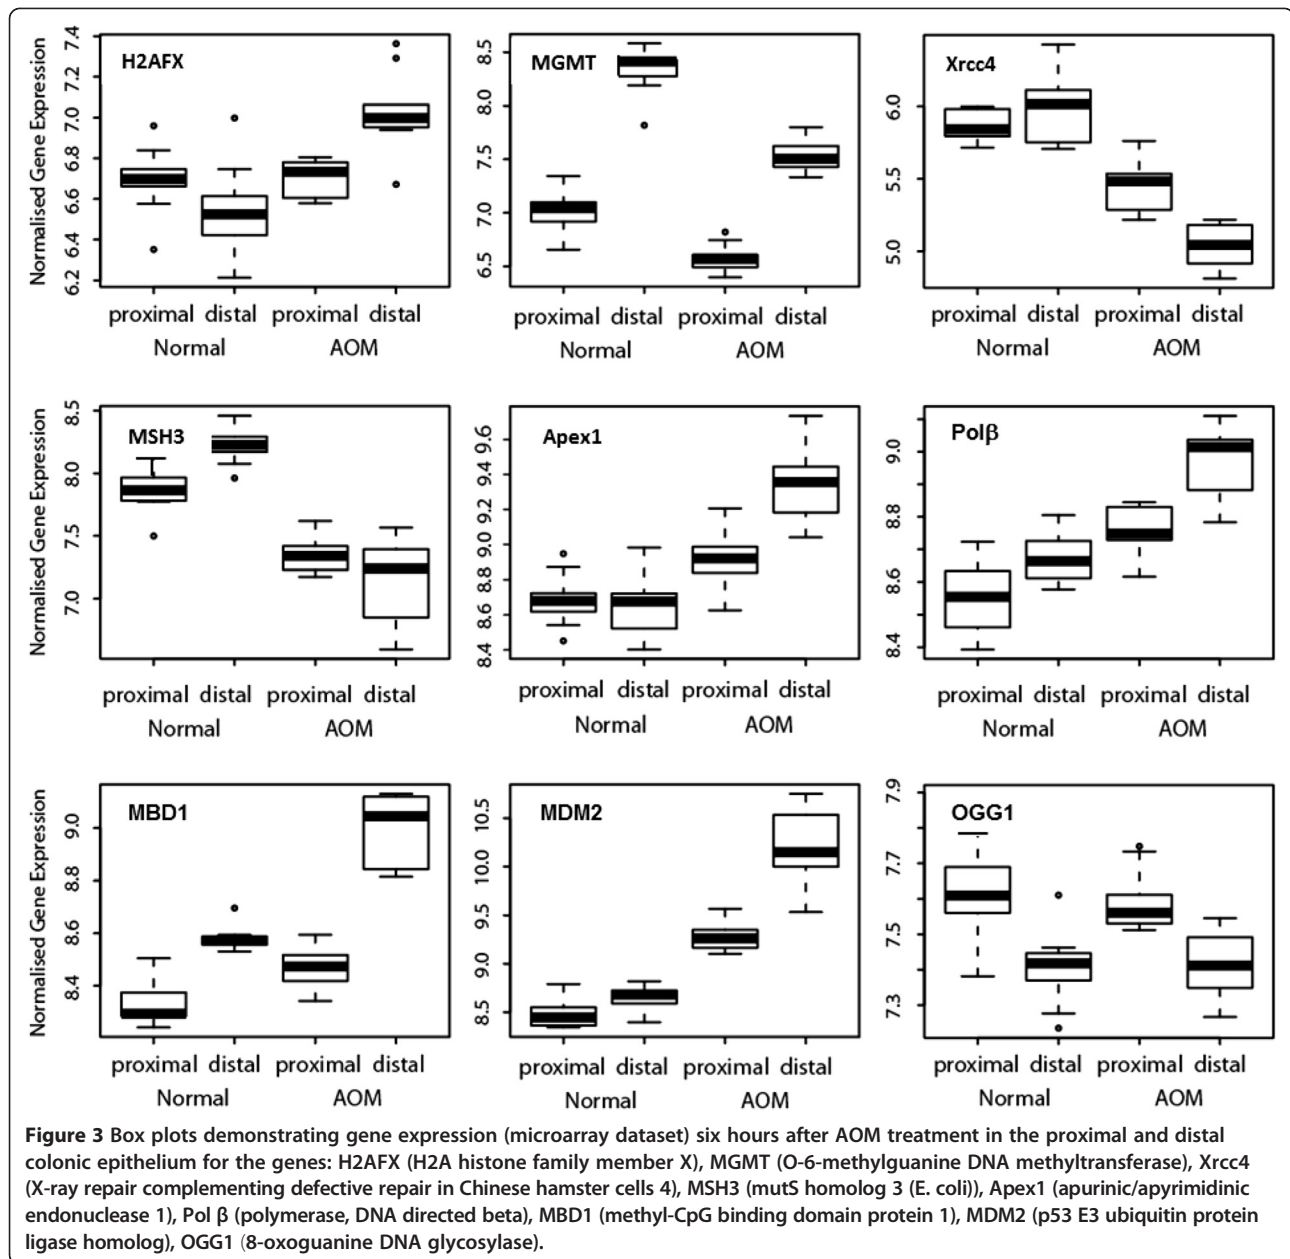 H2AFX
Normalised Gene Expression
7.4
7.2
7.0
6.8
6.6
6.4
6.2
proximal distal proximal distal
Normal AOM
MGMT
8.5
8.0
7.5
7.0
6.5
proximal distal proximal distal
Normal AOM
Xrcc4
6.0
5.5
5.0
proximal distal proximal distal
Normal AOM
MSH3
Normalised Gene Expression
8.5
8.0
7.5
7.0
proximal distal proximal distal
Normal AOM
Apex1
9.6
9.4
9.2
9.0
8.8
8.6
8.4
proximal distal proximal distal
Normal AOM
Polβ
9.0
8.8
8.6
8.4
proximal distal proximal distal
Normal AOM
MBD1
Normalised Gene Expression
9.0
8.8
8.6
8.4
proximal distal proximal distal
Normal AOM
MDM2
10.5
10.0
9.5
9.0
8.5
proximal distal proximal distal
Normal AOM
OGG1
7.9
7.7
7.5
7.3
proximal distal proximal distal
Normal AOM
Figure 3 Box plots demonstrating gene expression (microarray dataset) six hours after AOM treatment in the proximal and distal
colonic epithelium for the genes: H2AFX (H2A histone family member X), MGMT (O-6-methylguanine DNA methyltransferase), Xrcc4
(X-ray repair complementing defective repair in Chinese hamster cells 4), MSH3 (mutS homolog 3 (E. coli)), Apex1 (apurinic/apyrimidinic
endonuclease 1), Pol β (polymerase, DNA directed beta), MBD1 (methyl-CpG binding domain protein 1), MDM2 (p53 E3 ubiquitin protein
ligase homolog), OGG1 (8-oxoguanine DNA glycosylase).